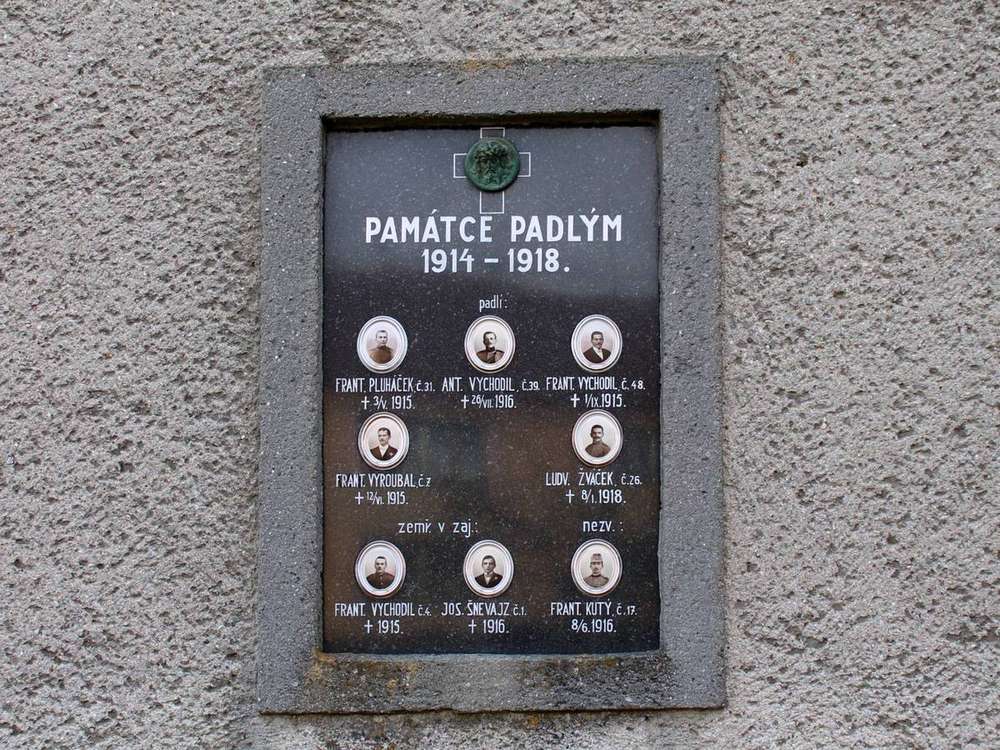 PAMÁTCE PADLÝM
1914 – 1918.
padlí:
FRANT. PLUHÁČEK č.31. ANT. VYCHODIL, č.39. FRANT. VYCHODIL, č.48.
✝ 3/V. 1915. ✝ 26/VII. 1916. ✝ 1/IX. 1915.
FRANT. VYROUBAL, č.7 LUDV. ŽVÁČEK, č.26.
✝ 12/VI. 1915. ✝ 8/I. 1918.
zemř. v zaj.: nezv.:
FRANT. VYCHODIL č.4. JOS. ŠNEVAJZ č.1. FRANT. KUTÝ, č.17.
✝ 1915. ✝ 1916. 8/6. 1916.